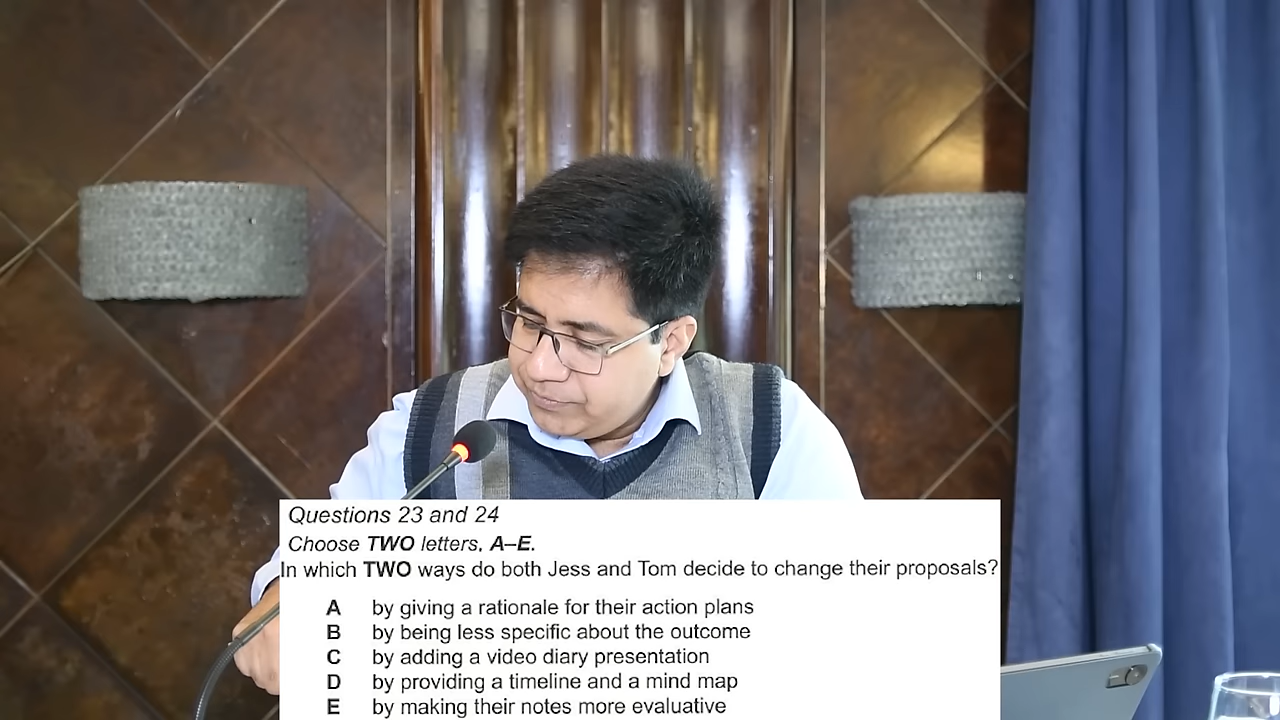 Questions 23 and 24
Choose TWO letters, A–E.
In which TWO ways do both Jess and Tom decide to change their proposals?
A by giving a rationale for their action plans
B by being less specific about the outcome
C by adding a video diary presentation
D by providing a timeline and a mind map
E by making their notes more evaluative